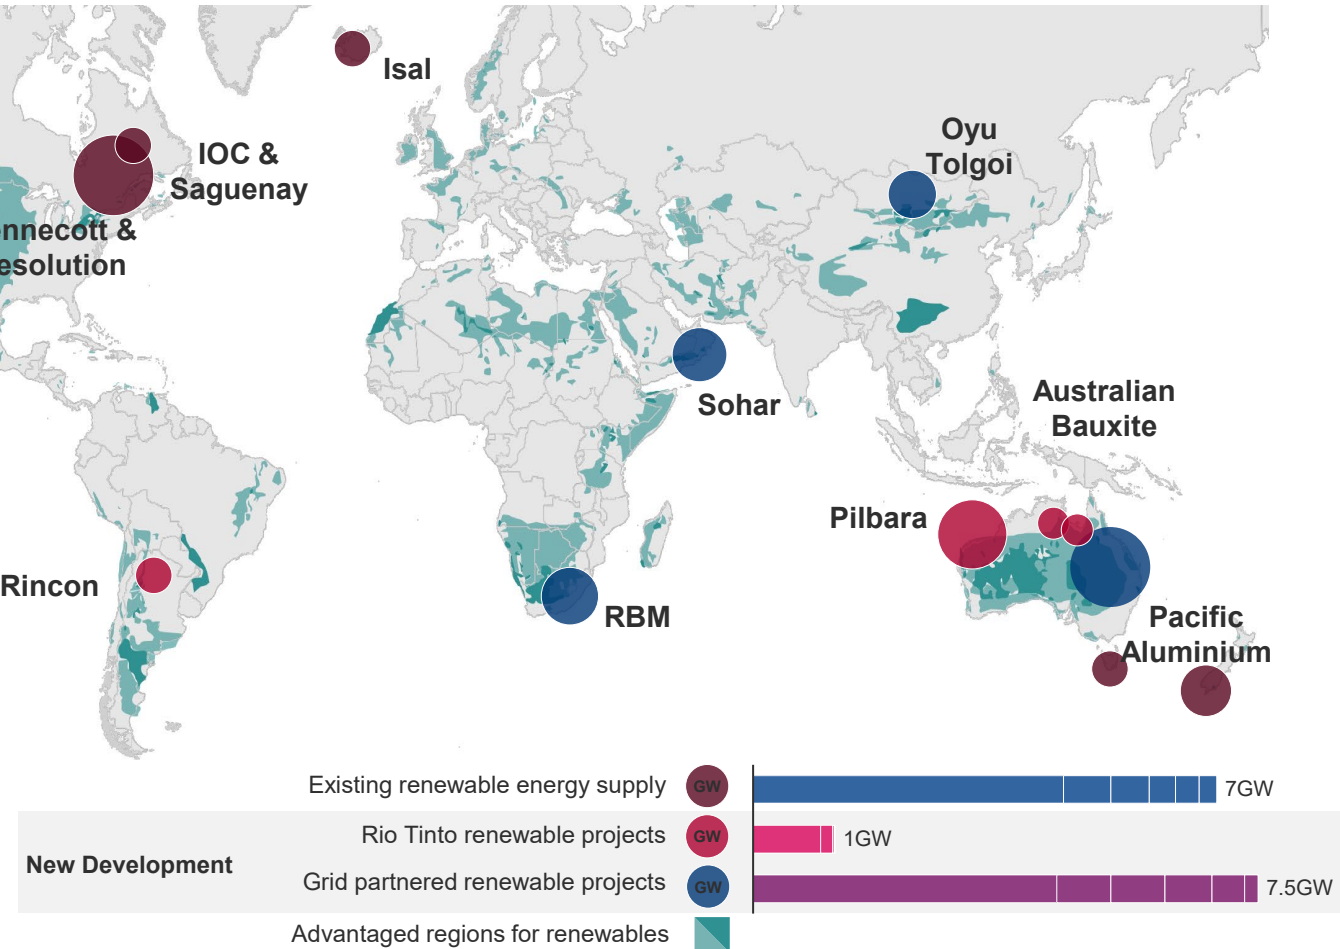 Isal
IOC &
Saguenay
Oyu
Tolgoi
nnecott &
esolution
Sohar
Australian
Bauxite
Pilbara
Rincon
RBM
Pacific
Aluminium
Existing renewable energy supply GW 7GW
Rio Tinto renewable projects GW 1GW
New Development
Grid partnered renewable projects GW 7.5GW
Advantaged regions for renewables